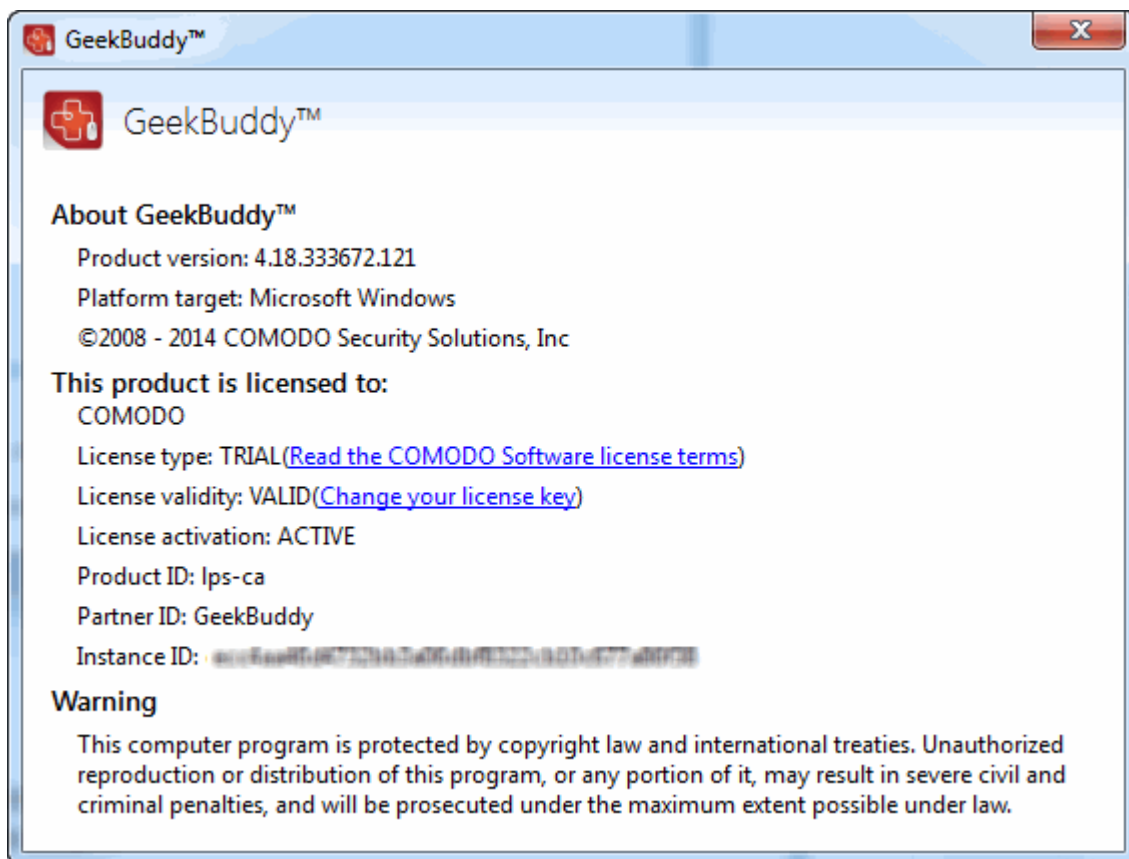 GeekBuddy™
GeekBuddy™
About GeekBuddy™
Product version: 4.18.333672.121
Platform target: Microsoft Windows
©2008 - 2014 COMODO Security Solutions, Inc
This product is licensed to:
COMODO
License type: TRIAL(Read the COMODO Software license terms)
License validity: VALID(Change your license key)
License activation: ACTIVE
Product ID: lps-ca
Partner ID: GeekBuddy
Instance ID:
Warning
This computer program is protected by copyright law and international treaties. Unauthorized
reproduction or distribution of this program, or any portion of it, may result in severe civil and
criminal penalties, and will be prosecuted under the maximum extent possible under law.